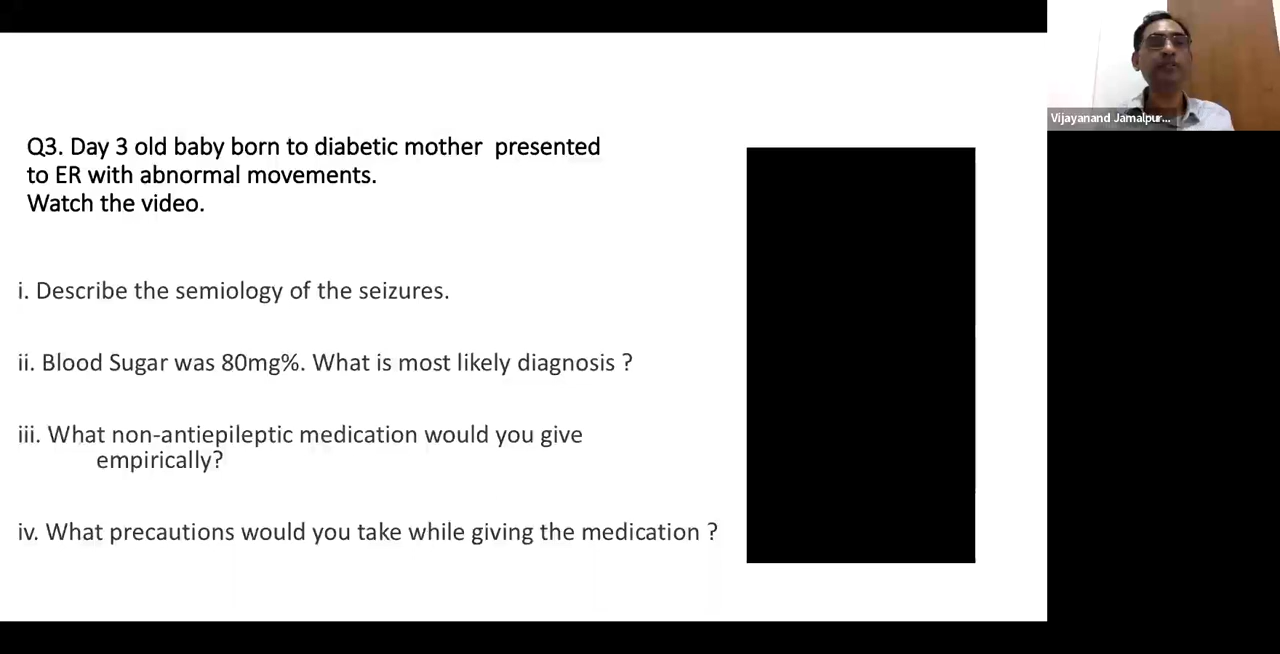 Vijayanand Jamalpur...
Q3. Day 3 old baby born to diabetic mother presented
to ER with abnormal movements.
Watch the video.
i. Describe the semiology of the seizures.
ii. Blood Sugar was 80mg%. What is most likely diagnosis ?
iii. What non-antiepileptic medication would you give
empirically?
iv. What precautions would you take while giving the medication ?